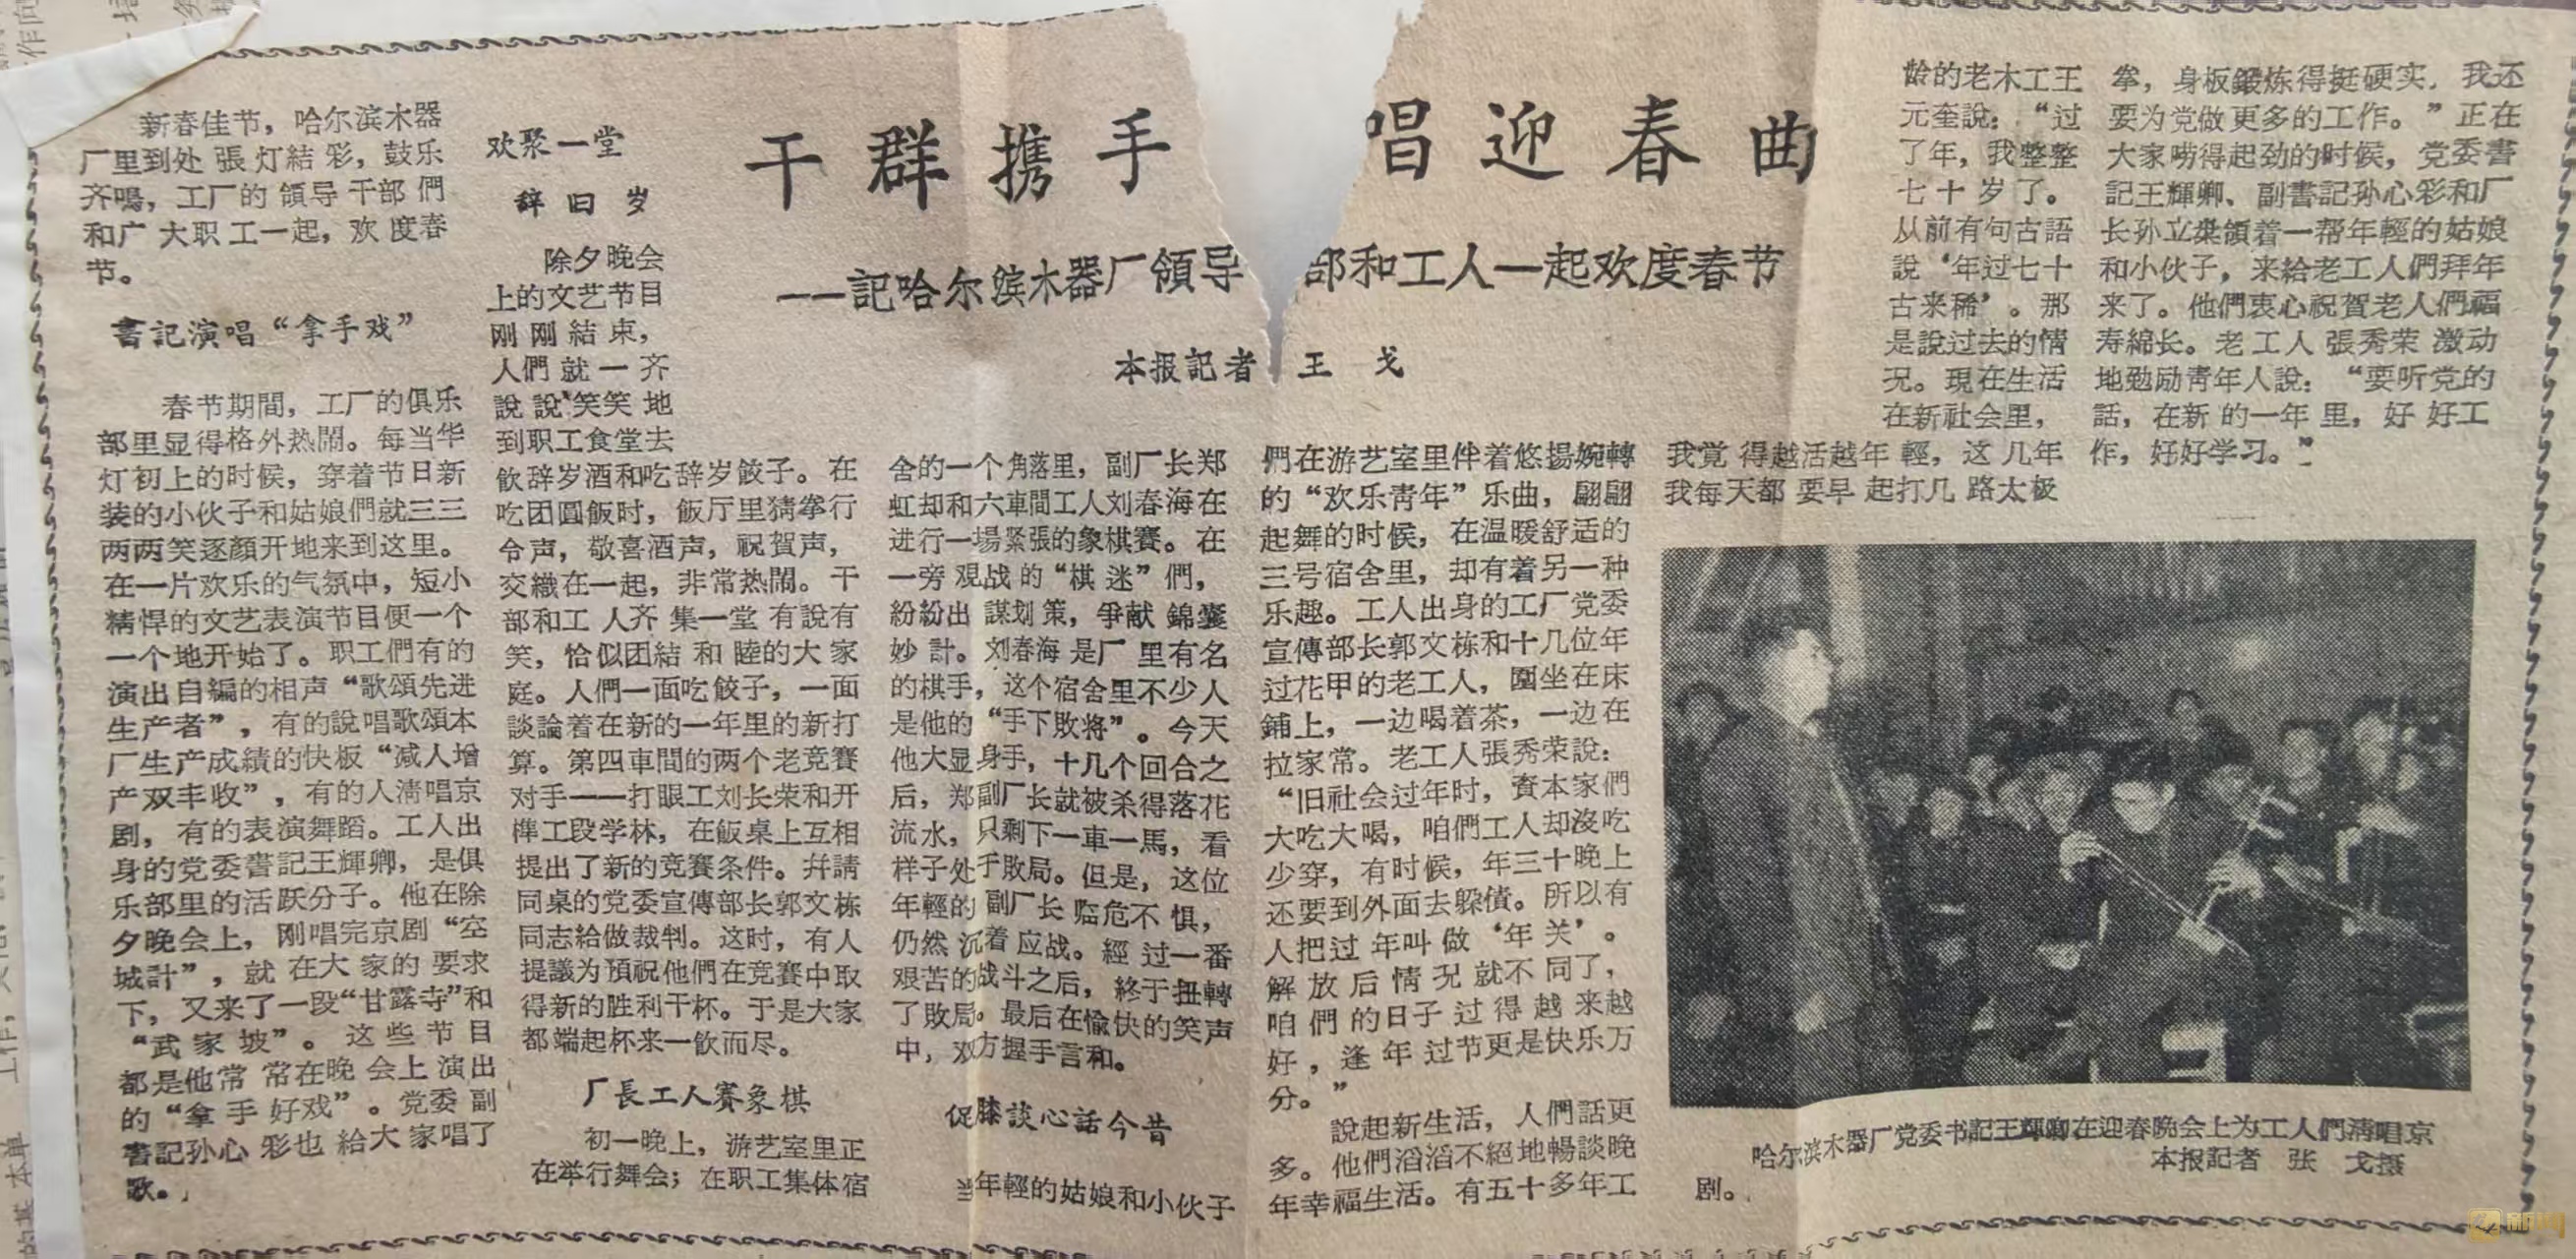 干群携手
唱迎春曲
——記哈尔滨木器厂領导
部和工人一起欢度春节
本报記者 王 戈
新春佳节，哈尔滨木器
厂里到处張灯結彩，鼓乐
齐鳴，工厂的領导干部們
和广大职工一起，欢度春
节。
書記演唱“拿手戏”
春节期間，工厂的俱乐
部里显得格外热鬧。每当华
灯初上的时候，穿着节日新
装的小伙子和姑娘們就三三
两两笑逐顏开地来到这里。
在一片欢乐的气氛中，短小
精悍的文艺表演节目便一个
一个地开始了。职工們有的
演出自編的相声“歌頌先进
生产者”，有的說唱歌頌本
厂生产成績的快板“减人增
产双丰收”，有的人清唱京
剧，有的表演舞蹈。工人出
身的党委書記王輝卿，是俱
乐部里的活跃分子。他在除
夕晚会上，刚唱完京剧“空
城計”，就在大家的要求
下，又来了一段“甘露寺”和
“武家坡”。这些节目
都是他常常在晚会上演出
的“拿手好戏”。党委副
書記孙心彩也給大家唱了
歌。
欢聚一堂
辞旧岁
除夕晚会
上的文艺节目
刚刚結束，
人們就一齐
說說笑笑地
到职工食堂去
飲辞岁酒和吃辞岁餃子。在
吃团圓飯时，飯厅里猜拳行
令声，敬喜酒声，祝賀声，
交織在一起，非常热鬧。干
部和工人齐集一堂有說有
笑，恰似团結和睦的大家
庭。人們一面吃餃子，一面
談論着在新的一年里的新打
算。第四車間的两个老竞賽
对手——打眼工刘长荣和开
榫工段学林，在飯桌上互相
提出了新的竞賽条件。幷請
同桌的党委宣傳部长郭文栋
同志給做裁判。这时，有人
提議为預祝他們在竞賽中取
得新的胜利干杯。于是大家
都端起杯来一飲而尽。
厂長工人賽象棋
初一晚上，游艺室里正
在举行舞会；在职工集体宿
舍的一个角落里，副厂长郑
虹却和六車間工人刘春海在
进行一場紧張的象棋賽。在
一旁观战的“棋迷”們，
紛紛出謀划策，爭献錦囊
妙計。刘春海是厂里有名
的棋手，这个宿舍里不少人
是他的“手下敗将”。今天
他大显身手，十几个回合之
后，郑副厂长就被杀得落花
流水，只剩下一車一馬，看
样子处于敗局。但是，这位
年輕的副厂长临危不惧，
仍然沉着应战。經过一番
艰苦的战斗之后，終于扭轉
了敗局。最后在愉快的笑声
中，双方握手言和。
促膝談心話今昔
年輕的姑娘和小伙子
們在游艺室里伴着悠揚婉轉
的“欢乐青年”乐曲，翩翩
起舞的时候，在温暖舒适的
三号宿舍里，却有着另一种
乐趣。工人出身的工厂党委
宣傳部长郭文栋和十几位年
过花甲的老工人，圍坐在床
鋪上，一边喝着茶，一边在
拉家常。老工人張秀荣說：
“旧社会过年时，資本家們
大吃大喝，咱們工人却沒吃
少穿，有时候，年三十晚上
还要到外面去躲債。所以有
人把过年叫做‘年关’。
解放后情况就不同了，
咱們的日子过得越来越
好，逢年过节更是快乐万
分。”
說起新生活，人們話更
多。他們滔滔不絕地暢談晚
年幸福生活。有五十多年工
龄的老木工王
元奎說：“过
了年，我整整
七十岁了。
从前有句古語
說‘年过七十
古来稀’。那
是說过去的情
况。現在生活
在新社会里，
我觉得越活越年輕，这几年
我每天都要早起打几路太极
拳，身板鍛炼得挺硬实，我还
要为党做更多的工作。”正在
大家唠得起劲的时候，党委書
記王輝卿、副書記孙心彩和厂
长孙立桒領着一帮年輕的姑娘
和小伙子，来給老工人們拜年
来了。他們衷心祝賀老人們福
寿綿长。老工人張秀荣激动
地勉励青年人說：“要听党的
話，在新的一年里，好好工
作，好好学习。”
哈尔滨木器厂党委书記王輝卿在迎春晚会上为工人們清唱京
剧。
本报記者 张 戈摄
新闻